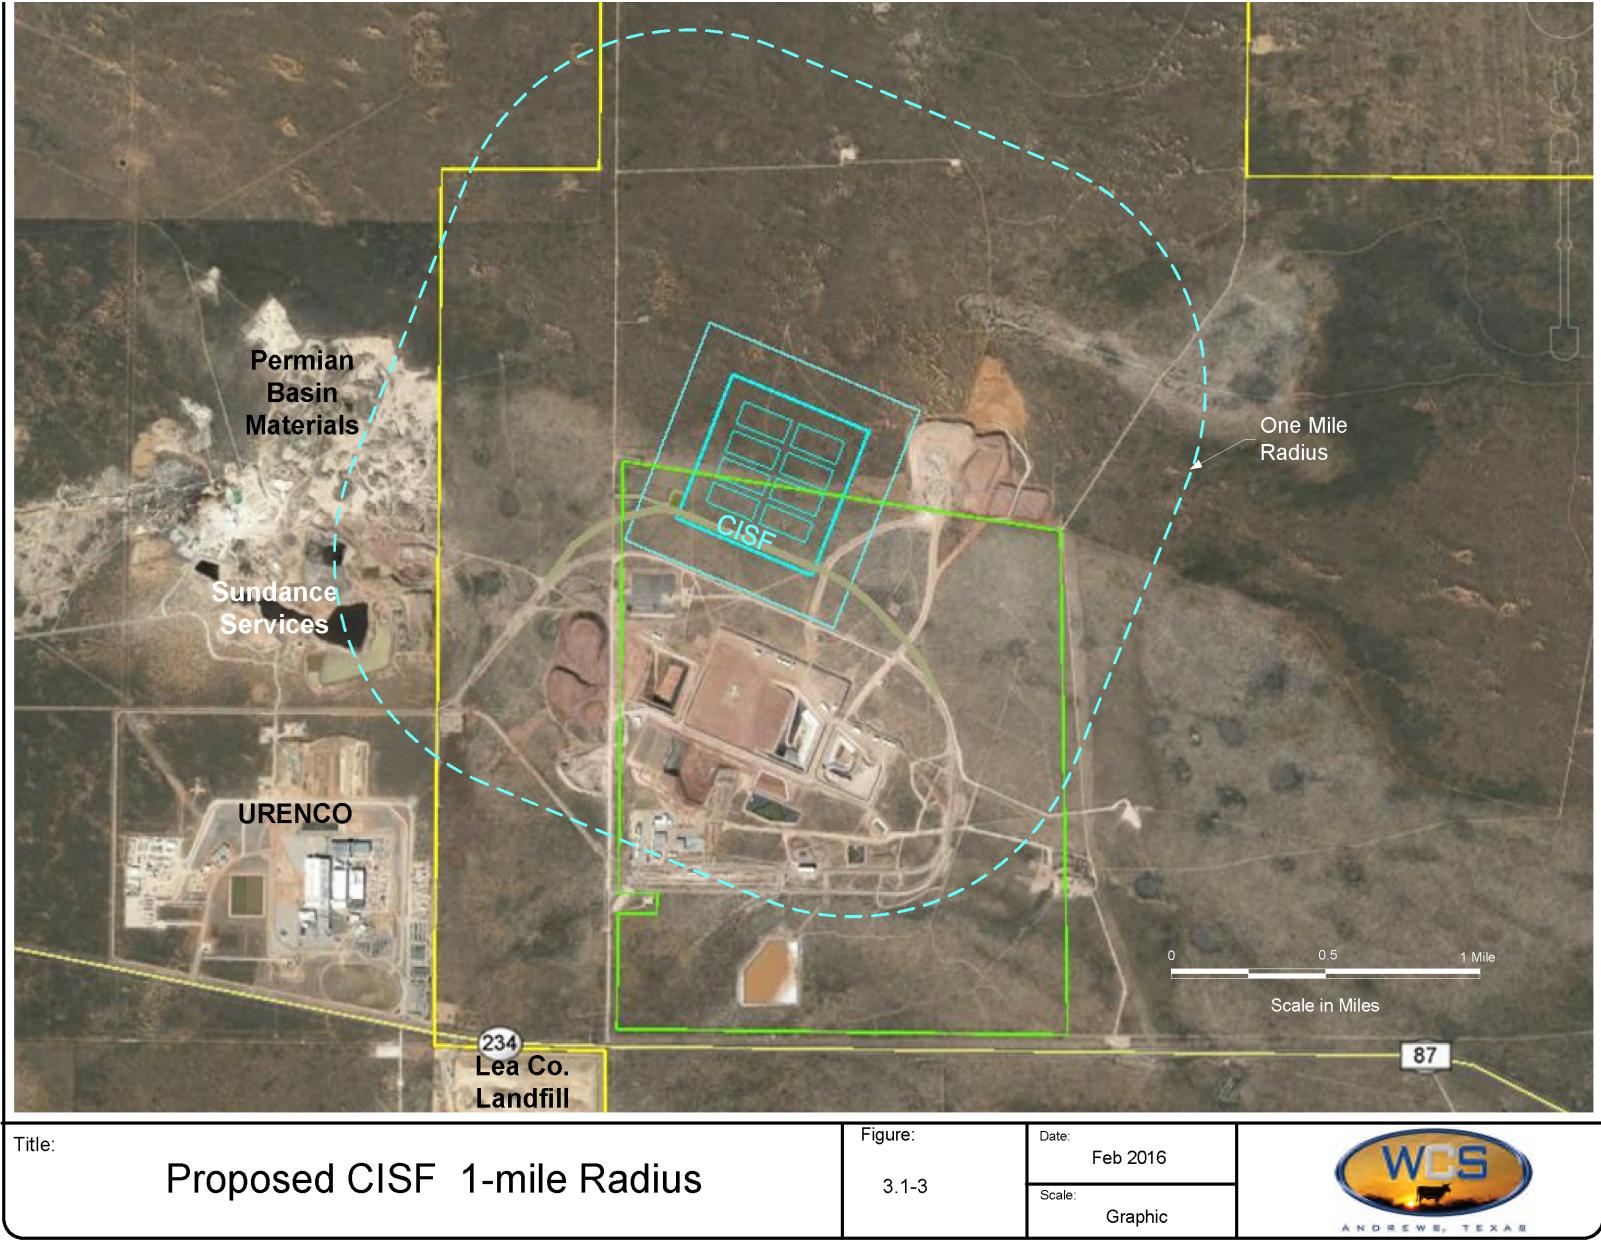 Permian
Basin
Materials
One Mile
Radius
CISF
Sundance
Services
URENCO
0 0.5 1 Mile
Scale in Miles
234
87
Lea Co.
Landfill
Title:
Proposed CISF 1-mile Radius
Figure:
3.1-3
Date:
Feb 2016
Scale:
Graphic
WCS
ANDREWS, TEXAS